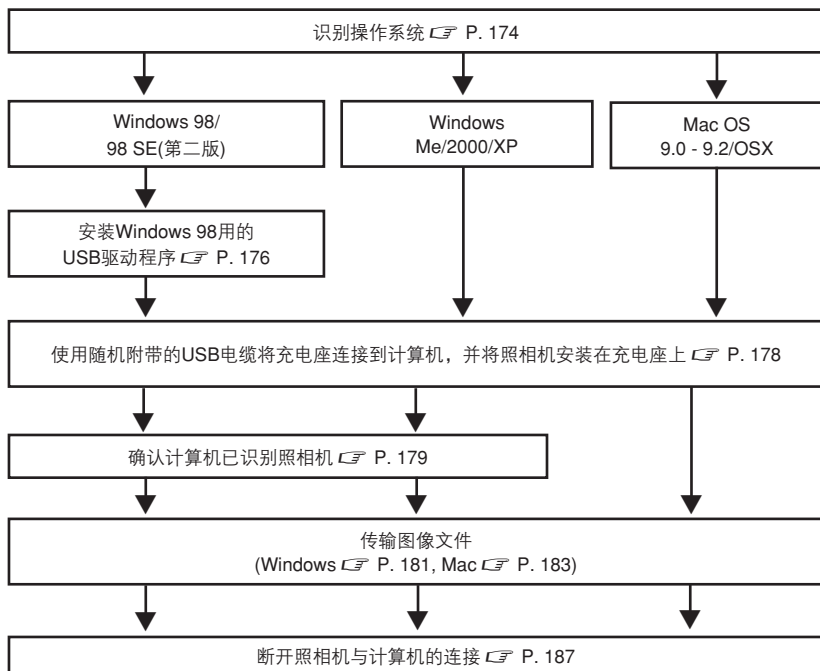 识别操作系统 ☞ P. 174
Windows 98/
98 SE(第二版)
Windows
Me/2000/XP
Mac OS
9.0 - 9.2/OSX
安装Windows 98用的
USB驱动程序 ☞ P. 176
使用随机附带的USB电缆将充电座连接到计算机，并将照相机安装在充电座上 ☞ P. 178
确认计算机已识别照相机 ☞ P. 179
传输图像文件
(Windows ☞ P. 181, Mac ☞ P. 183)
断开照相机与计算机的连接 ☞ P. 187